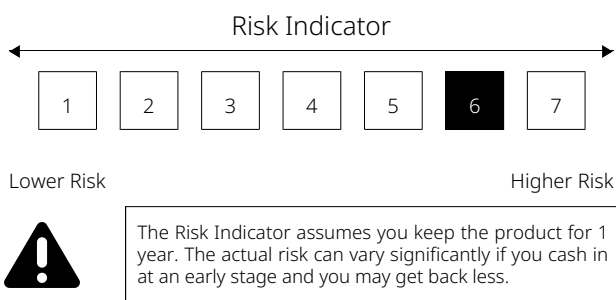 Risk Indicator
1 2 3 4 5 6 7
Lower Risk Higher Risk
The Risk Indicator assumes you keep the product for 1
year. The actual risk can vary significantly if you cash in
at an early stage and you may get back less.